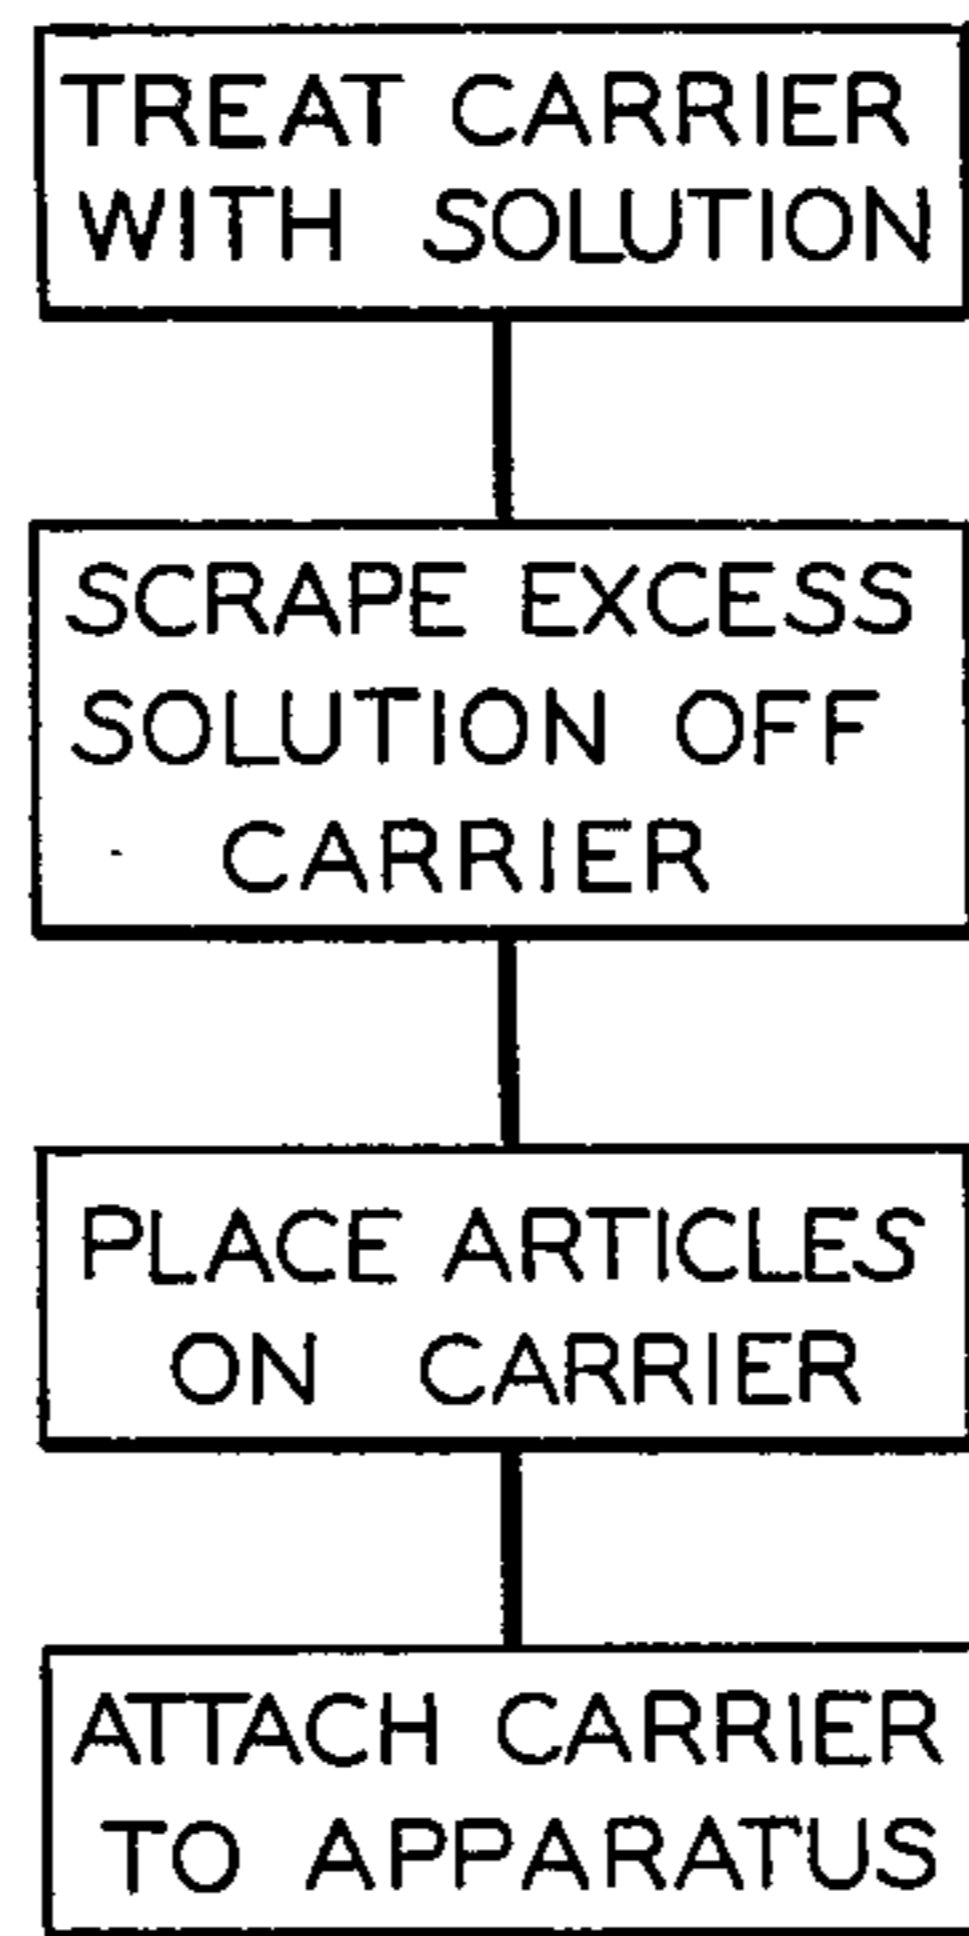 TREAT CARRIER
WITH SOLUTION
SCRAPE EXCESS
SOLUTION OFF
CARRIER
PLACE ARTICLES
ON CARRIER
ATTACH CARRIER
TO APPARATUS